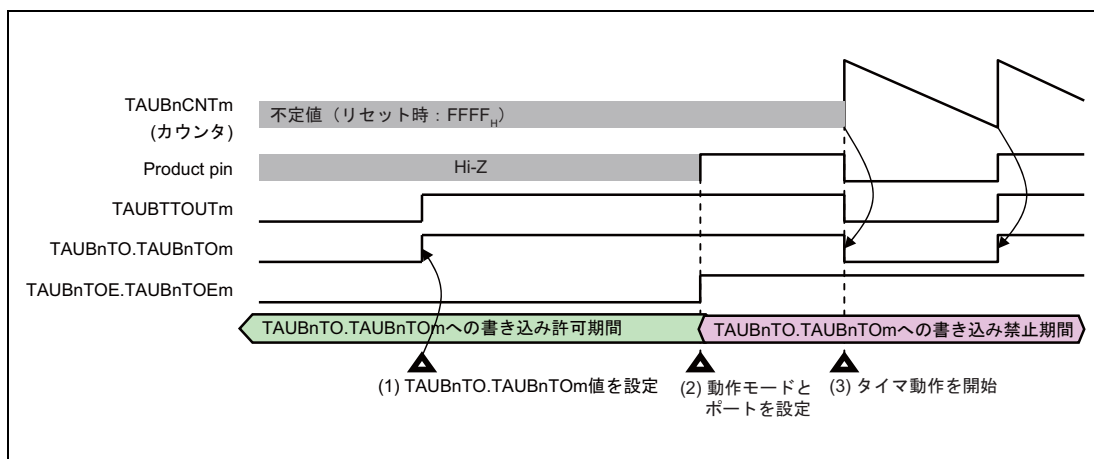 TAUBnCNTm
(カウンタ)
不定値（リセット時：FFFFH）
Product pin
Hi-Z
TAUBTTOUTm
TAUBnTO.TAUBnTOm
TAUBnTOE.TAUBnTOEm
TAUBnTO.TAUBnTOmへの書き込み許可期間
TAUBnTO.TAUBnTOmへの書き込み禁止期間
(1) TAUBnTO.TAUBnTOm値を設定
(2) 動作モードと
ポートを設定
(3) タイマ動作を開始